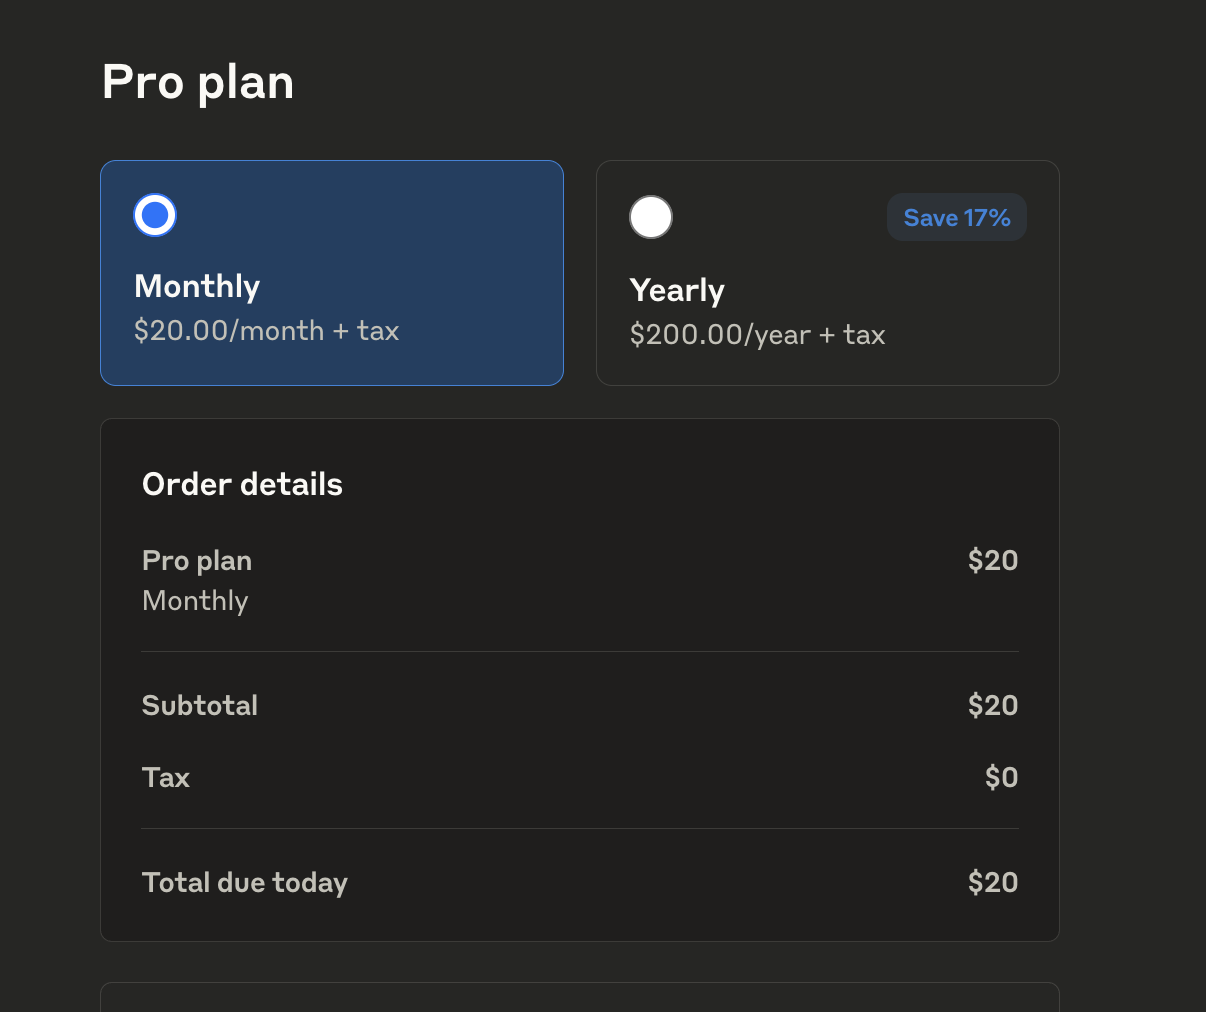 Pro plan
Monthly
$20.00/month + tax
Save 17%
Yearly
$200.00/year + tax
Order details
Pro plan $20
Monthly
Subtotal $20
Tax $0
Total due today $20